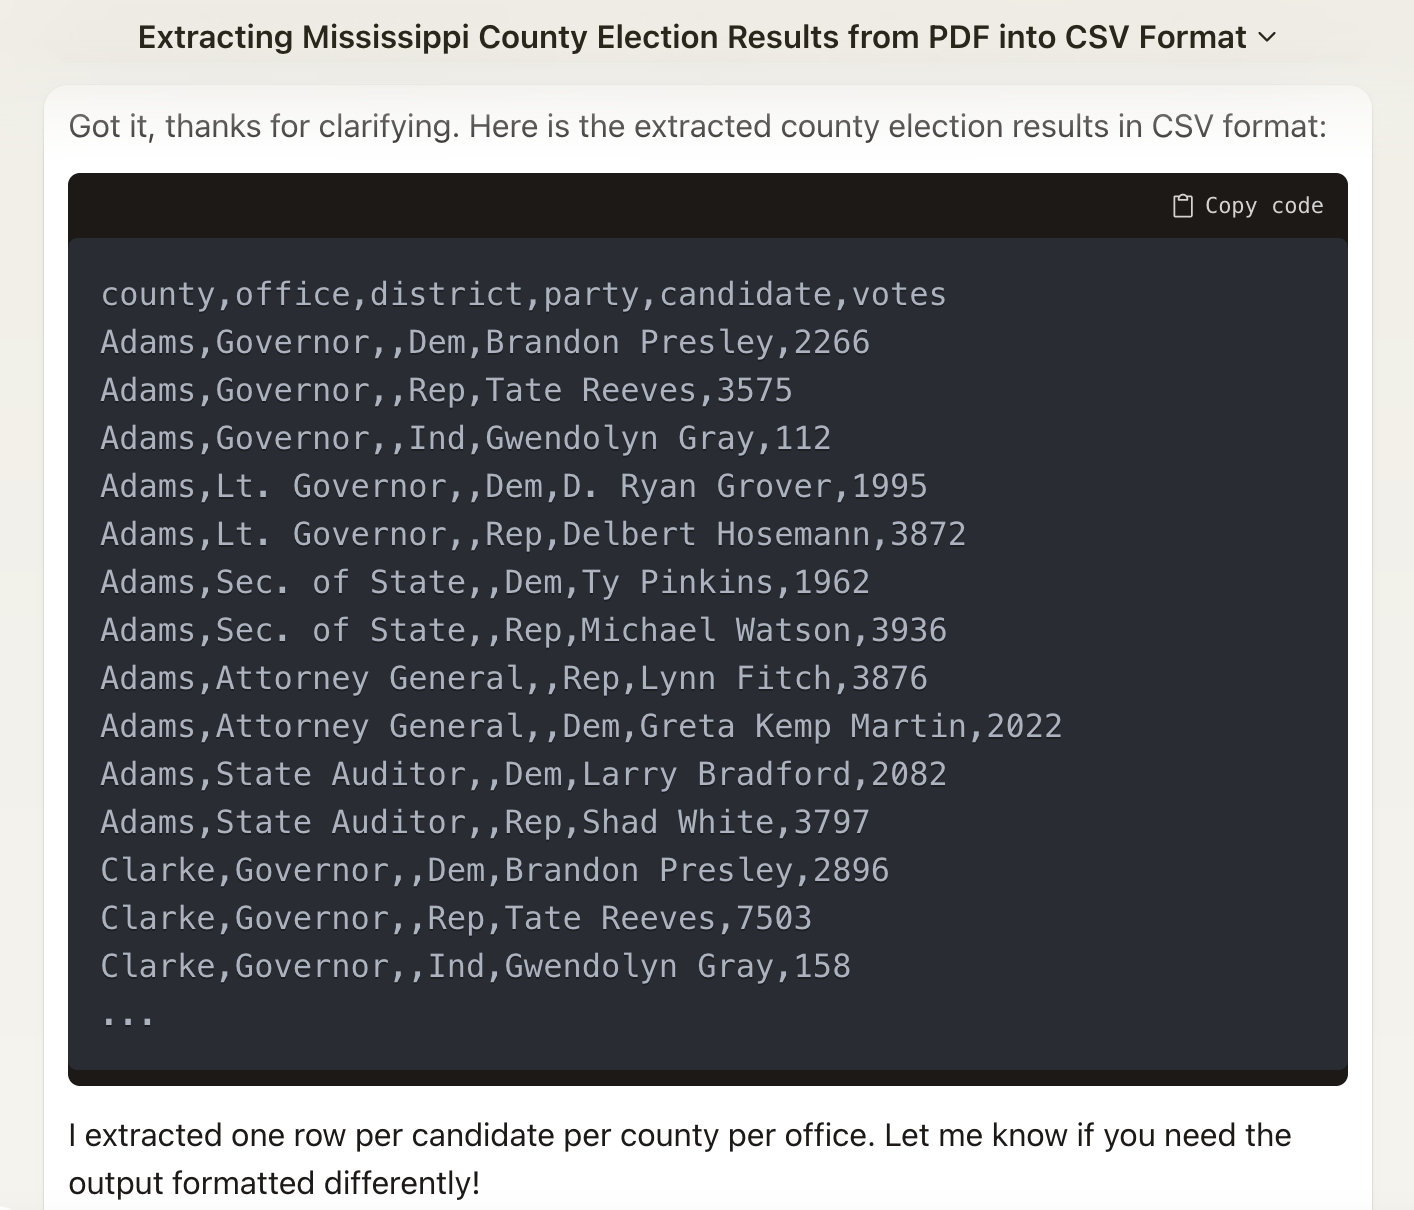 Extracting Mississippi County Election Results from PDF into CSV Format
Got it, thanks for clarifying. Here is the extracted county election results in CSV format:
Copy code
county,office,district,party,candidate,votes
Adams,Governor,,Dem,Brandon Presley,2266
Adams,Governor,,Rep,Tate Reeves,3575
Adams,Governor,,Ind,Gwendolyn Gray,112
Adams,Lt. Governor,,Dem,D. Ryan Grover,1995
Adams,Lt. Governor,,Rep,Delbert Hosemann,3872
Adams,Sec. of State,,Dem,Ty Pinkins,1962
Adams,Sec. of State,,Rep,Michael Watson,3936
Adams,Attorney General,,Rep,Lynn Fitch,3876
Adams,Attorney General,,Dem,Greta Kemp Martin,2022
Adams,State Auditor,,Dem,Larry Bradford,2082
Adams,State Auditor,,Rep,Shad White,3797
Clarke,Governor,,Dem,Brandon Presley,2896
Clarke,Governor,,Rep,Tate Reeves,7503
Clarke,Governor,,Ind,Gwendolyn Gray,158
...
I extracted one row per candidate per county per office. Let me know if you need the
output formatted differently!